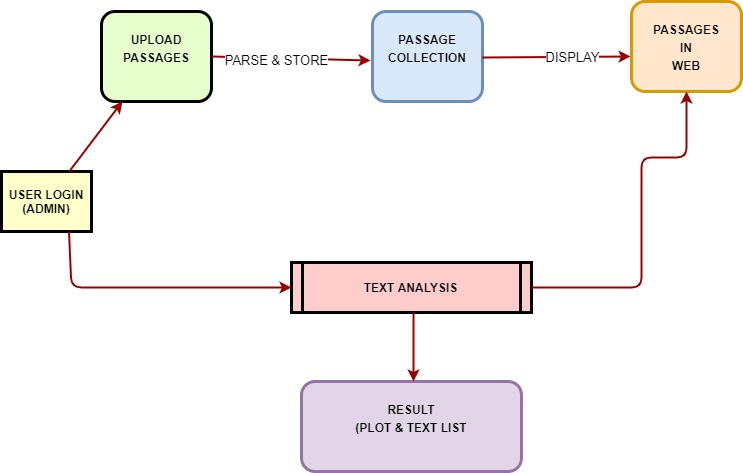 UPLOAD
PASSAGES
PARSE & STORE
PASSAGE
COLLECTION
DISPLAY
PASSAGES
IN
WEB
USER LOGIN
(ADMIN)
TEXT ANALYSIS
RESULT
(PLOT & TEXT LIST